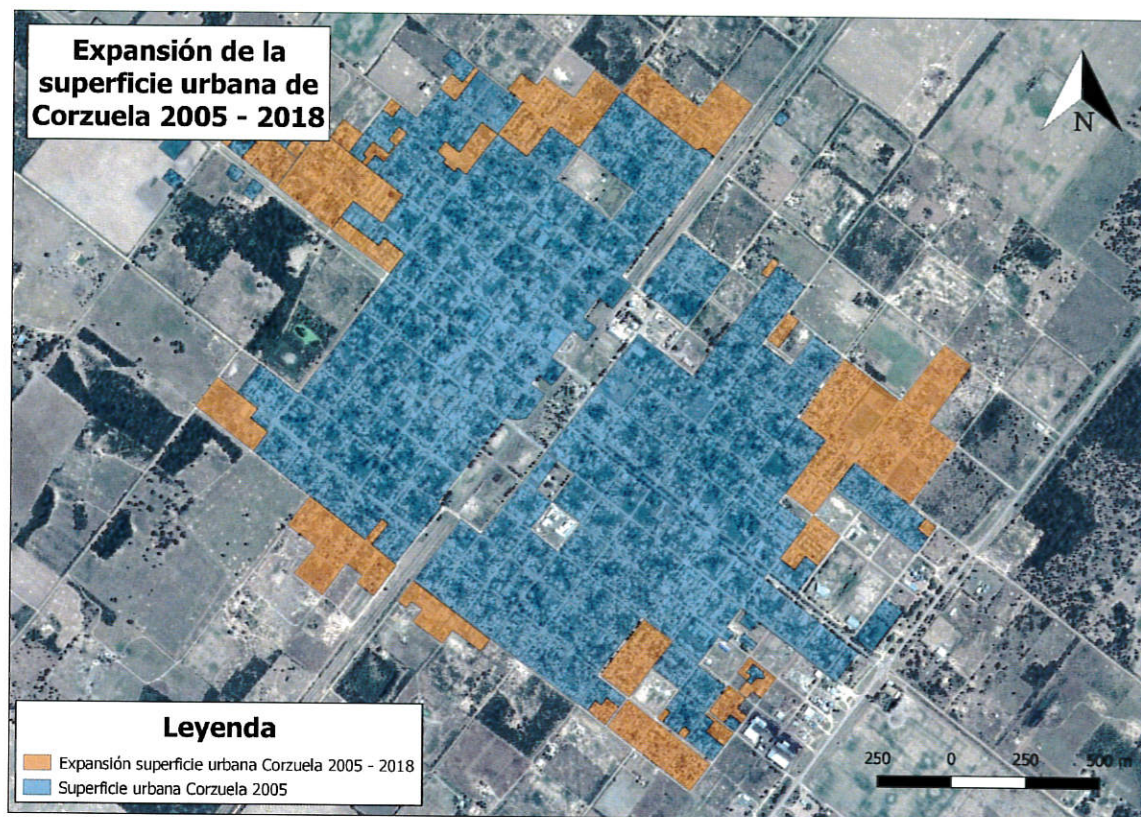 Expansión de la
superficie urbana de
Corzuela 2005 - 2018
N
Leyenda
Expansión superficie urbana Corzuela 2005 - 2018
Superficie urbana Corzuela 2005
250 0 250 500 m